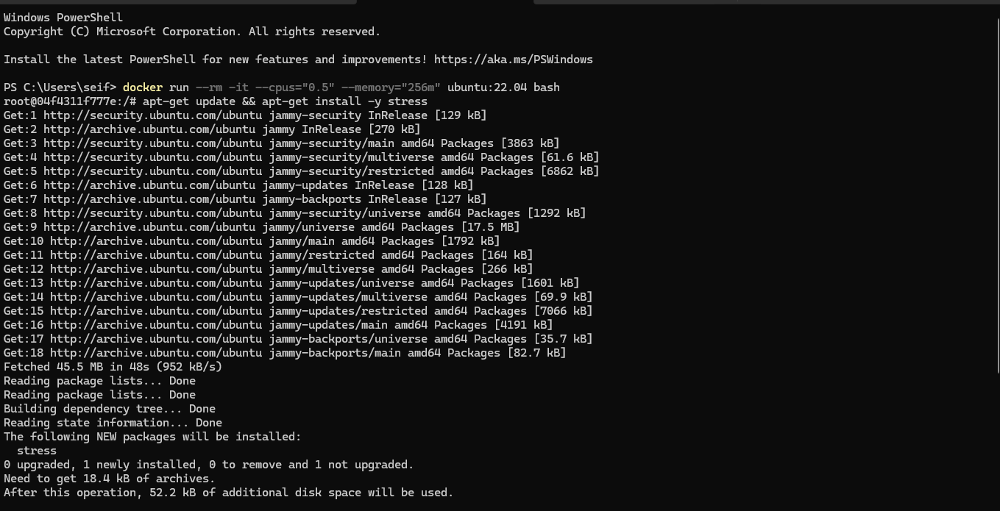 Windows PowerShell
Copyright (C) Microsoft Corporation. All rights reserved.
Install the latest PowerShell for new features and improvements! https://aka.ms/PSWindows
PS C:\Users\seif> docker run --rm -it --cpus="0.5" --memory="256m" ubuntu:22.04 bash
root@04f4311f777e:/# apt-get update && apt-get install -y stress
Get:1 http://security.ubuntu.com/ubuntu jammy-security InRelease [129 kB]
Get:2 http://archive.ubuntu.com/ubuntu jammy InRelease [270 kB]
Get:3 http://security.ubuntu.com/ubuntu jammy-security/main amd64 Packages [3863 kB]
Get:4 http://security.ubuntu.com/ubuntu jammy-security/multiverse amd64 Packages [61.6 kB]
Get:5 http://security.ubuntu.com/ubuntu jammy-security/restricted amd64 Packages [6862 kB]
Get:6 http://archive.ubuntu.com/ubuntu jammy-updates InRelease [128 kB]
Get:7 http://archive.ubuntu.com/ubuntu jammy-backports InRelease [127 kB]
Get:8 http://security.ubuntu.com/ubuntu jammy-security/universe amd64 Packages [1292 kB]
Get:9 http://archive.ubuntu.com/ubuntu jammy/universe amd64 Packages [17.5 MB]
Get:10 http://archive.ubuntu.com/ubuntu jammy/main amd64 Packages [1792 kB]
Get:11 http://archive.ubuntu.com/ubuntu jammy/restricted amd64 Packages [164 kB]
Get:12 http://archive.ubuntu.com/ubuntu jammy/multiverse amd64 Packages [266 kB]
Get:13 http://archive.ubuntu.com/ubuntu jammy-updates/universe amd64 Packages [1601 kB]
Get:14 http://archive.ubuntu.com/ubuntu jammy-updates/multiverse amd64 Packages [69.9 kB]
Get:15 http://archive.ubuntu.com/ubuntu jammy-updates/restricted amd64 Packages [7066 kB]
Get:16 http://archive.ubuntu.com/ubuntu jammy-updates/main amd64 Packages [4191 kB]
Get:17 http://archive.ubuntu.com/ubuntu jammy-backports/universe amd64 Packages [35.7 kB]
Get:18 http://archive.ubuntu.com/ubuntu jammy-backports/main amd64 Packages [82.7 kB]
Fetched 45.5 MB in 48s (952 kB/s)
Reading package lists... Done
Reading package lists... Done
Building dependency tree... Done
Reading state information... Done
The following NEW packages will be installed:
  stress
0 upgraded, 1 newly installed, 0 to remove and 1 not upgraded.
Need to get 18.4 kB of archives.
After this operation, 52.2 kB of additional disk space will be used.